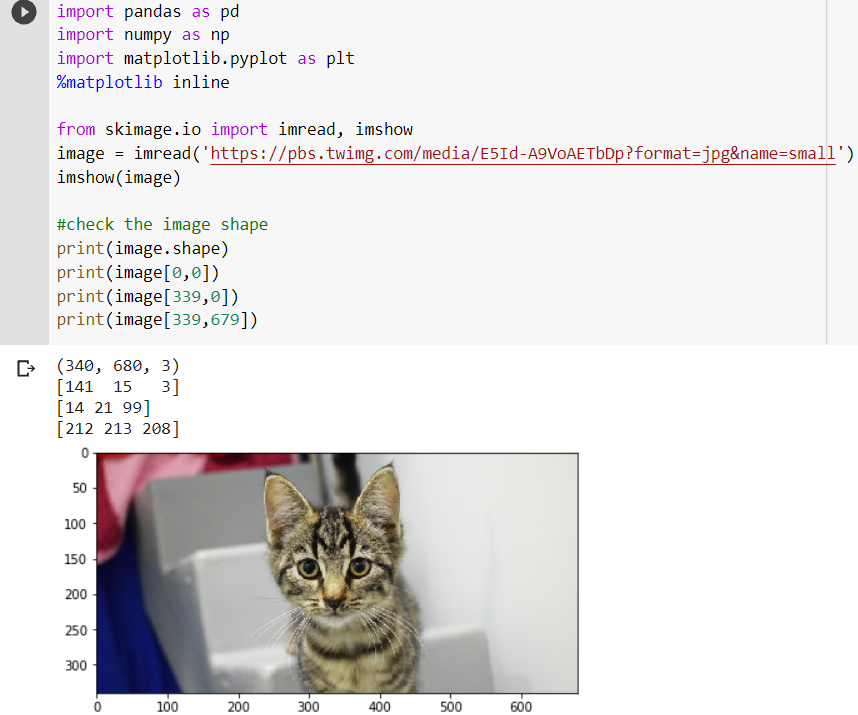 import pandas as pd
import numpy as np
import matplotlib.pyplot as plt
%matplotlib inline
from skimage.io import imread, imshow
image = imread('https://pbs.twimg.com/media/E5Id-A9VoAETbDp?format=jpg&name=small')
imshow(image)
#check the image shape
print(image.shape)
print(image[0,0])
print(image[339,0])
print(image[339,679])
(340, 680, 3)
[141  15   3]
[14 21 99]
[212 213 208]
0
50
100
150
200
250
300
0 100 200 300 400 500 600